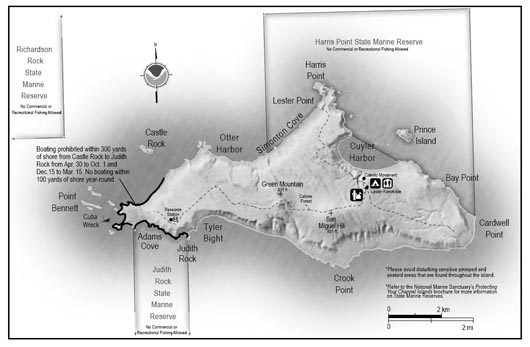 Richardson
Rock
State
Marine
Reserve
No Commercial or
Recreational Fishing Allowed
N
Harris Point State Marine Reserve
No Commercial or Recreational Fishing Allowed
Harris
Point
Lester Point
Simonton Cove
Otter
Harbor
Castle
Rock
Cuyler
Harbor
Prince
Island
Boating prohibited within 300 yards
of shore from Castle Rock to Judith
Rock from Apr. 30 to Oct. 1 and
Dec.15 to Mar. 15. No boating within
100 yards of shore year-round
Point
Bennett
Cuba
Wreck
Research
Station
Green Mountain
831 ft
Caliche
Forest
Cabrillo Monument
Lester Ranch site
San
Miguel Hill
831 ft
Bay Point
Cardwell
Point
Adams
Cove
Judith
Rock
Tyler
Bight
Crook
Point
Judith
Rock
State
Marine
Reserve
No Commercial or
Recreational Fishing Allowed
*Please avoid disturbing sensitive pinniped and
seabird areas that are found throughout the island.
*Refer to the National Marine Sanctuary's Protecting
Your Channel Islands brochure for more information
on State Marine Reserves.
0 2 km
0 2 mi